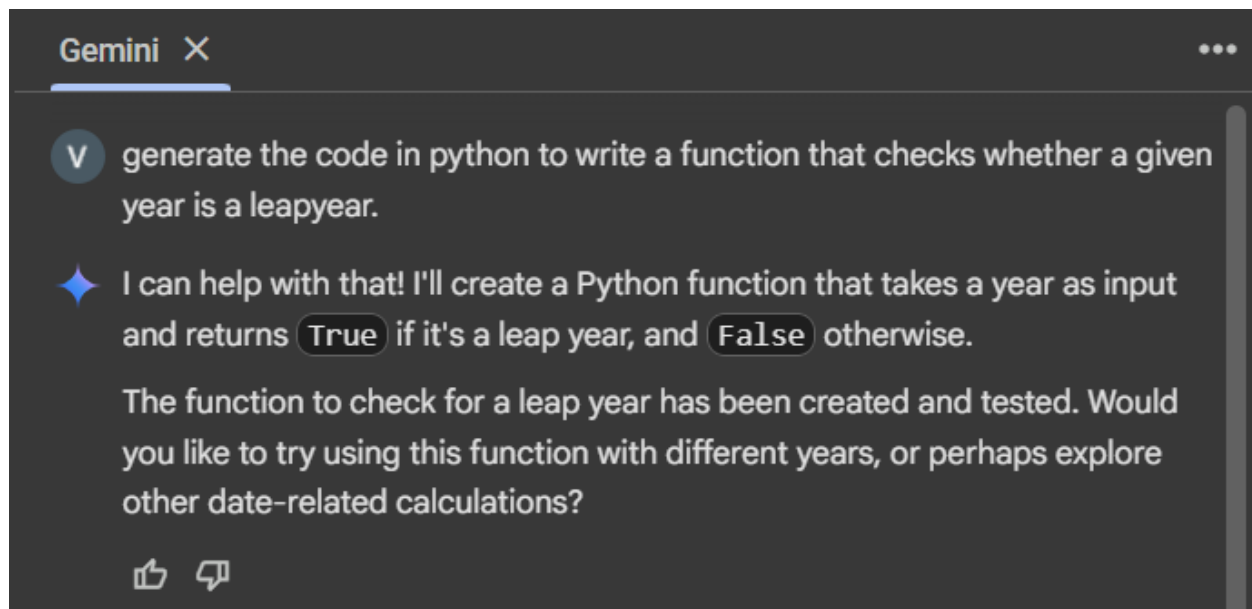 Gemini
V
generate the code in python to write a function that checks whether a given
year is a leapyear.
I can help with that! I'll create a Python function that takes a year as input
and returns True if it's a leap year, and False otherwise.
The function to check for a leap year has been created and tested. Would
you like to try using this function with different years, or perhaps explore
other date-related calculations?